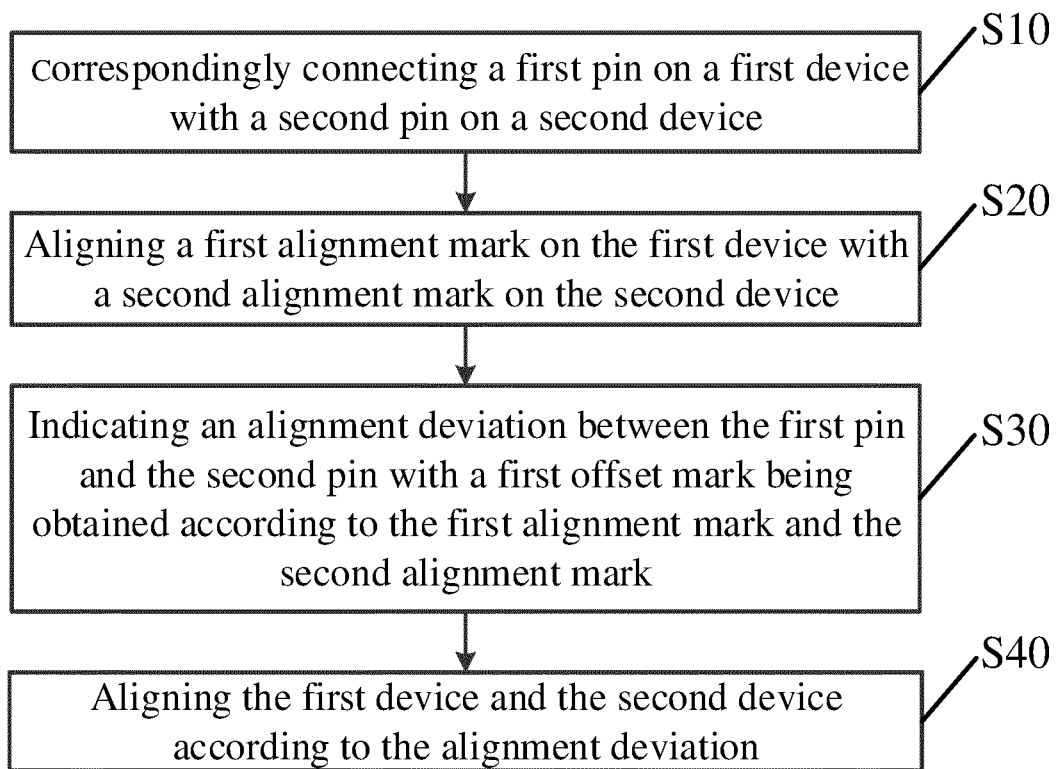 S10
Correspondingly connecting a first pin on a first device
with a second pin on a second device
S20
Aligning a first alignment mark on the first device with
a second alignment mark on the second device
S30
Indicating an alignment deviation between the first pin
and the second pin with a first offset mark being
obtained according to the first alignment mark and the
second alignment mark
S40
Aligning the first device and the second device
according to the alignment deviation